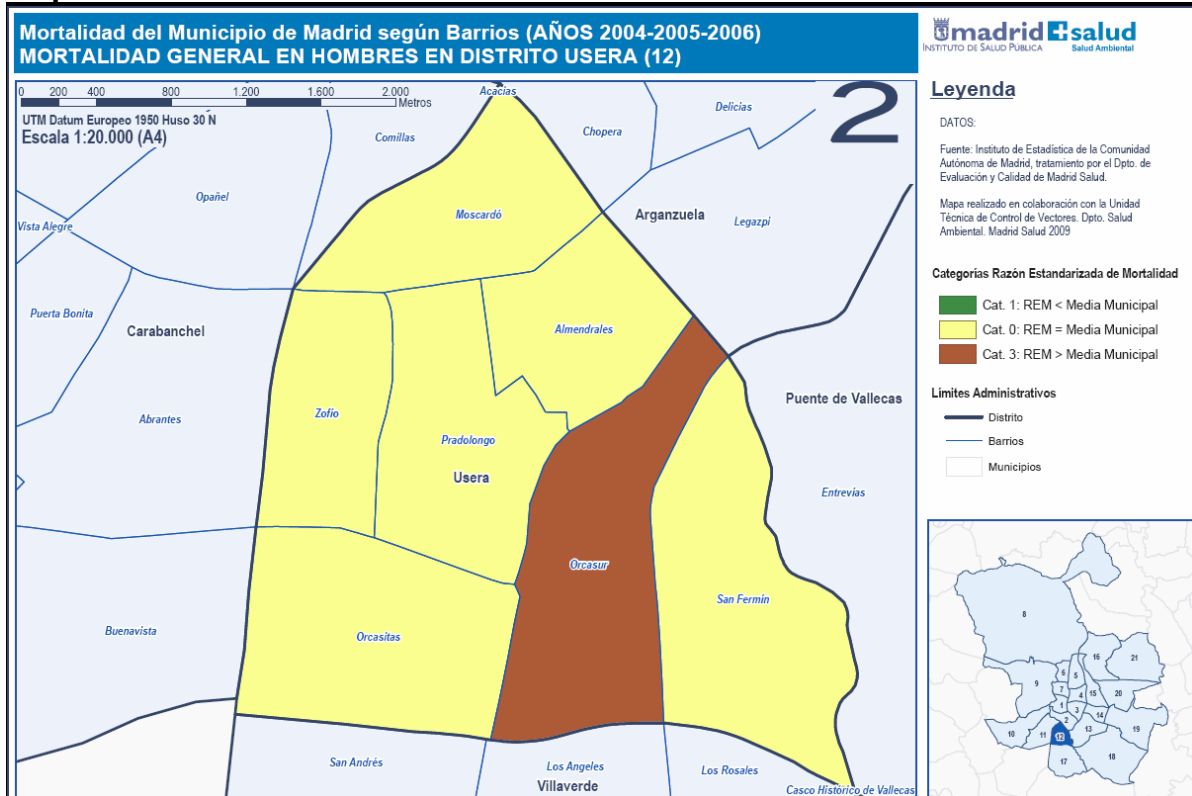 Mortalidad del Municipio de Madrid según Barrios (AÑOS 2004-2005-2006)
MORTALIDAD GENERAL EN HOMBRES EN DISTRITO USERA (12)
madrid salud
INSTITUTO DE SALUD PÚBLICA
Salud Ambiental
0 200 400 800 1.200 1.600 2.000
Metros
UTM Datum Europeo 1950 Huso 30 N
Escala 1:20.000 (A4)
2
Acacias
Delicias
Chopera
Comillas
Opañel
Moscardó
Arganzuela
Legazpi
Vista Alegre
Puerta Bonita
Carabanchel
Almendrales
Puente de Vallecas
Abrantes
Zofío
Pradolongo
Usera
Entrevías
Orcasur
San Fermín
Buenavista
Orcasitas
San Andrés
Los Angeles
Los Rosales
Villaverde
Casco Histórico de Vallecas
Leyenda
DATOS:
Fuente: Instituto de Estadística de la Comunidad
Autónoma de Madrid, tratamiento por el Dpto. de
Evaluación y Calidad de Madrid Salud.
Mapa realizado en colaboración con la Unidad
Técnica de Control de Vectores. Dpto. Salud
Ambiental. Madrid Salud 2009
Categorías Razón Estandarizada de Mortalidad
Cat. 1: REM < Media Municipal
Cat. 0: REM = Media Municipal
Cat. 3: REM > Media Municipal
Limites Administrativos
Distrito
Barrios
Municipios
8
16
21
6
5
9
7
4
15
20
1
3
2
14
10
11
12
13
19
17
18